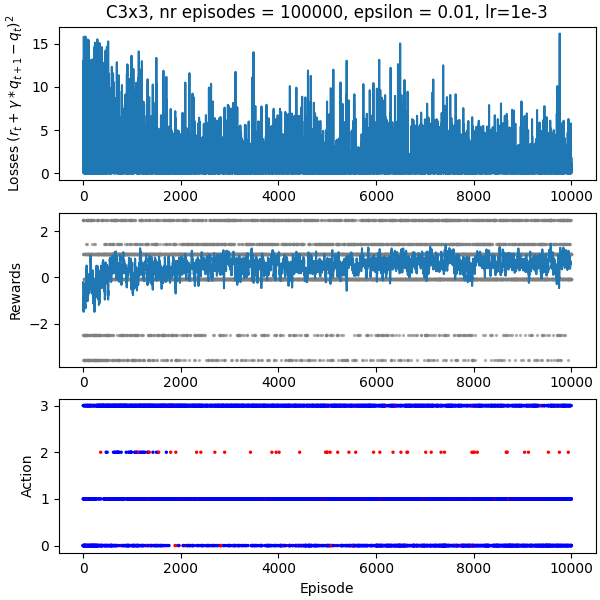 C3x3, nr episodes = 100000, epsilon = 0.01, lr=1e-3
Losses (r_t + γ * q_{t+1} − q_t)^2
15
10
5
0
0 2000 4000 6000 8000 10000
Rewards
2
0
−2
0 2000 4000 6000 8000 10000
Action
3
2
1
0
0 2000 4000 6000 8000 10000
Episode